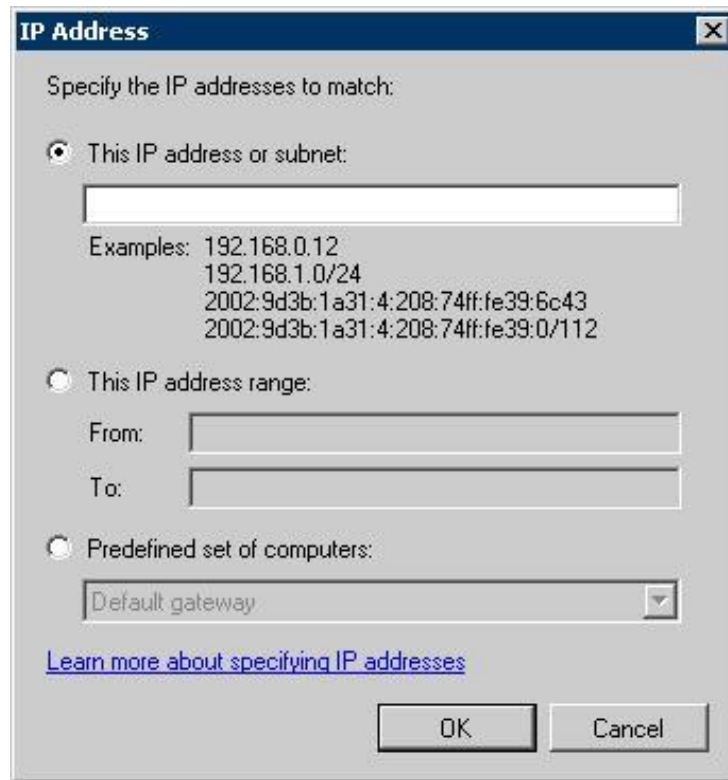 IP Address
Specify the IP addresses to match:
This IP address or subnet:
Examples: 192.168.0.12
192.168.1.0/24
2002:9d3b:1a31:4:208:74ff:fe39:6c43
2002:9d3b:1a31:4:208:74ff:fe39:0/112
This IP address range:
From:
To:
Predefined set of computers:
Default gateway
Learn more about specifying IP addresses
OK Cancel